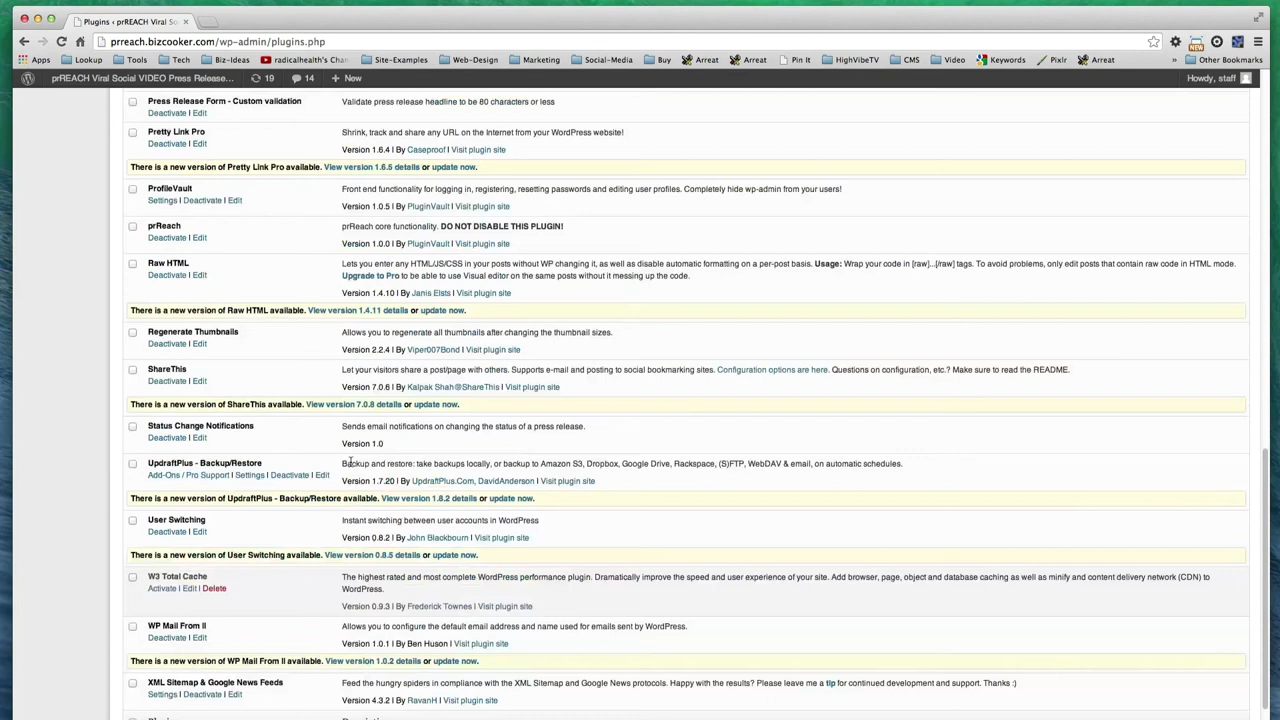 Plugins ‹ prREACH Viral So
prreach.bizcooker.com/wp-admin/plugins.php
Apps Lookup Tools Tech Biz-Ideas radicalhealth's Chan Site-Examples Web-Design Marketing Social-Media Buy Arreat Arreat Pin It HighVibeTV CMS Video Keywords Pixlr Arreat » Other Bookmarks
prREACH Viral Social VIDEO Press Release... 19 14 + New Howdy, staff
Press Release Form - Custom validation Validate press release headline to be 80 characters or less
Deactivate | Edit
Pretty Link Pro Shrink, track and share any URL on the Internet from your WordPress website!
Deactivate | Edit
Version 1.6.4 | By Caseproof | Visit plugin site
There is a new version of Pretty Link Pro available. View version 1.6.5 details or update now.
ProfileVault Front end functionality for logging in, registering, resetting passwords and editing user profiles. Completely hide wp-admin from your users!
Settings | Deactivate | Edit
Version 1.0.5 | By PluginVault | Visit plugin site
prReach prReach core functionality. DO NOT DISABLE THIS PLUGIN!
Deactivate | Edit
Version 1.0.0 | By PluginVault | Visit plugin site
Raw HTML Lets you enter any HTML/JS/CSS in your posts without WP changing it, as well as disable automatic formatting on a per-post basis. Usage: Wrap your code in [raw]...[/raw] tags. To avoid problems, only edit posts that contain raw code in HTML mode.
Deactivate | Edit Upgrade to Pro to be able to use Visual editor on the same posts without it messing up the code.
Version 1.4.10 | By Janis Elsts | Visit plugin site
There is a new version of Raw HTML available. View version 1.4.11 details or update now.
Regenerate Thumbnails Allows you to regenerate all thumbnails after changing the thumbnail sizes.
Deactivate | Edit
Version 2.2.4 | By Viper007Bond | Visit plugin site
ShareThis Let your visitors share a post/page with others. Supports e-mail and posting to social bookmarking sites. Configuration options are here. Questions on configuration, etc.? Make sure to read the README.
Deactivate | Edit
Version 7.0.6 | By Kalpak Shah@ShareThis | Visit plugin site
There is a new version of ShareThis available. View version 7.0.8 details or update now.
Status Change Notifications Sends email notifications on changing the status of a press release.
Deactivate | Edit
Version 1.0
UpdraftPlus - Backup/Restore Backup and restore: take backups locally, or backup to Amazon S3, Dropbox, Google Drive, Rackspace, (S)FTP, WebDAV & email, on automatic schedules.
Add-Ons / Pro Support | Settings | Deactivate | Edit
Version 1.7.20 | By UpdraftPlus.Com, DavidAnderson | Visit plugin site
There is a new version of UpdraftPlus - Backup/Restore available. View version 1.8.2 details or update now.
User Switching Instant switching between user accounts in WordPress
Deactivate | Edit
Version 0.8.2 | By John Blackbourn | Visit plugin site
There is a new version of User Switching available. View version 0.8.5 details or update now.
W3 Total Cache The highest rated and most complete WordPress performance plugin. Dramatically improve the speed and user experience of your site. Add browser, page, object and database caching as well as minify and content delivery network (CDN) to
Activate | Edit | Delete WordPress.
Version 0.9.3 | By Frederick Townes | Visit plugin site
WP Mail From II Allows you to configure the default email address and name used for emails sent by WordPress.
Deactivate | Edit
Version 1.0.1 | By Ben Huson | Visit plugin site
There is a new version of WP Mail From II available. View version 1.0.2 details or update now.
XML Sitemap & Google News Feeds Feed the hungry spiders in compliance with the XML Sitemap and Google News protocols. Happy with the results? Please leave me a tip for continued development and support. Thanks :)
Settings | Deactivate | Edit
Version 4.3.2 | By RavanH | Visit plugin site